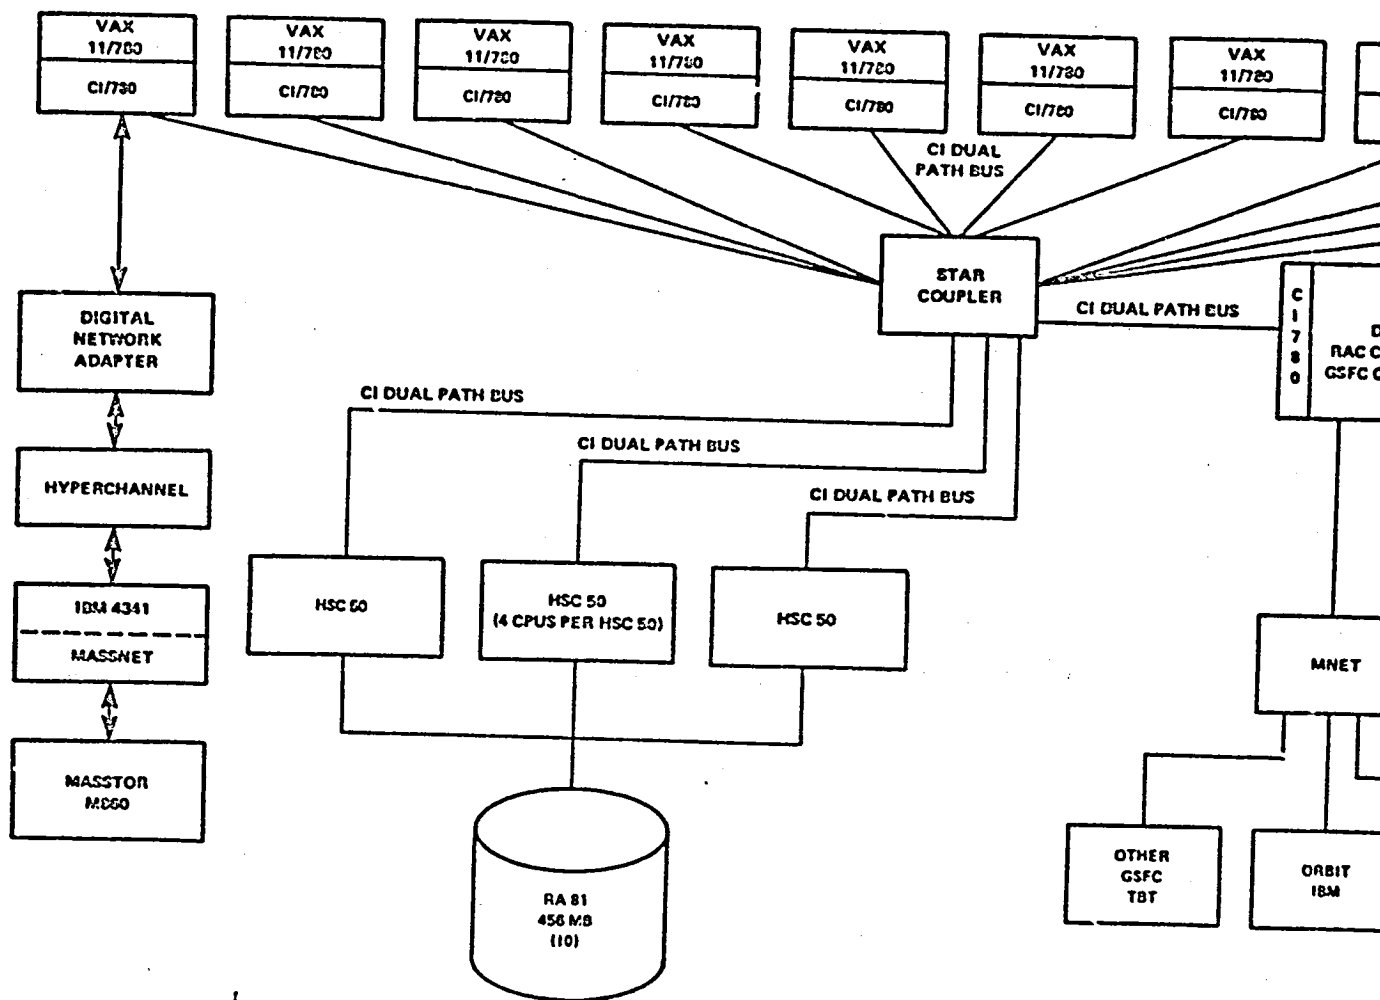 VAX
11/780
CI/780
VAX
11/780
CI/780
VAX
11/780
CI/780
VAX
11/780
CI/780
VAX
11/780
CI/780
VAX
11/780
CI/780
VAX
11/780
CI/780
CI DUAL
PATH BUS
STAR
COUPLER
CI DUAL PATH BUS
C
I
7
8
0
D
RAC C
GSFC C
DIGITAL
NETWORK
ADAPTER
CI DUAL PATH BUS
CI DUAL PATH BUS
CI DUAL PATH BUS
HYPERCHANNEL
IBM 4341
MASSNET
HSC 50
HSC 50
(4 CPUS PER HSC 50)
HSC 50
MNET
MASSTOR
M860
RA 81
456 MB
(10)
OTHER
GSFC
TBT
ORBIT
IBM